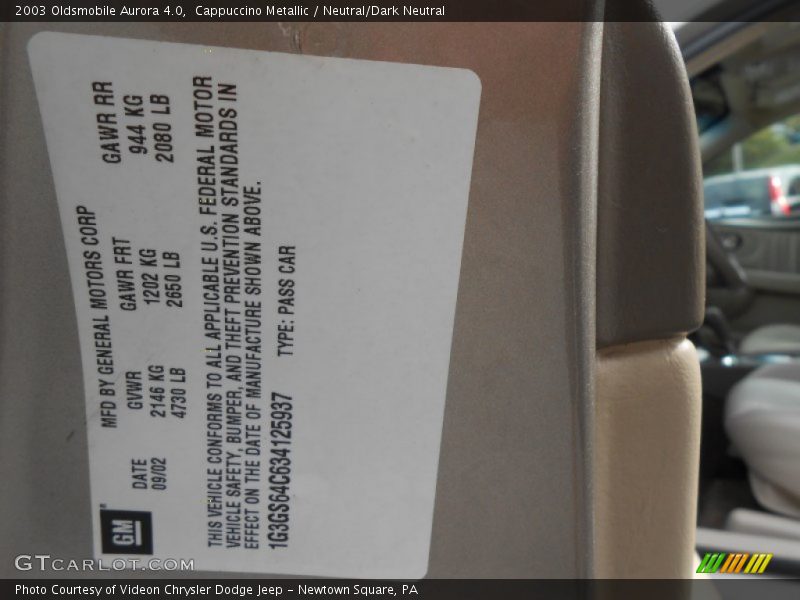 2003 Oldsmobile Aurora 4.0, Cappuccino Metallic / Neutral/Dark Neutral
MFD BY GENERAL MOTORS CORP
DATE GVWR GAWR FRT GAWR RR
09/02 2146 KG 1202 KG 944 KG
4730 LB 2650 LB 2080 LB
GM
THIS VEHICLE CONFORMS TO ALL APPLICABLE U.S. FEDERAL MOTOR
VEHICLE SAFETY, BUMPER, AND THEFT PREVENTION STANDARDS IN
EFFECT ON THE DATE OF MANUFACTURE SHOWN ABOVE.
1G3GS64C634125937 TYPE: PASS CAR
GTCARLOT.COM
Photo Courtesy of Videon Chrysler Dodge Jeep - Newtown Square, PA